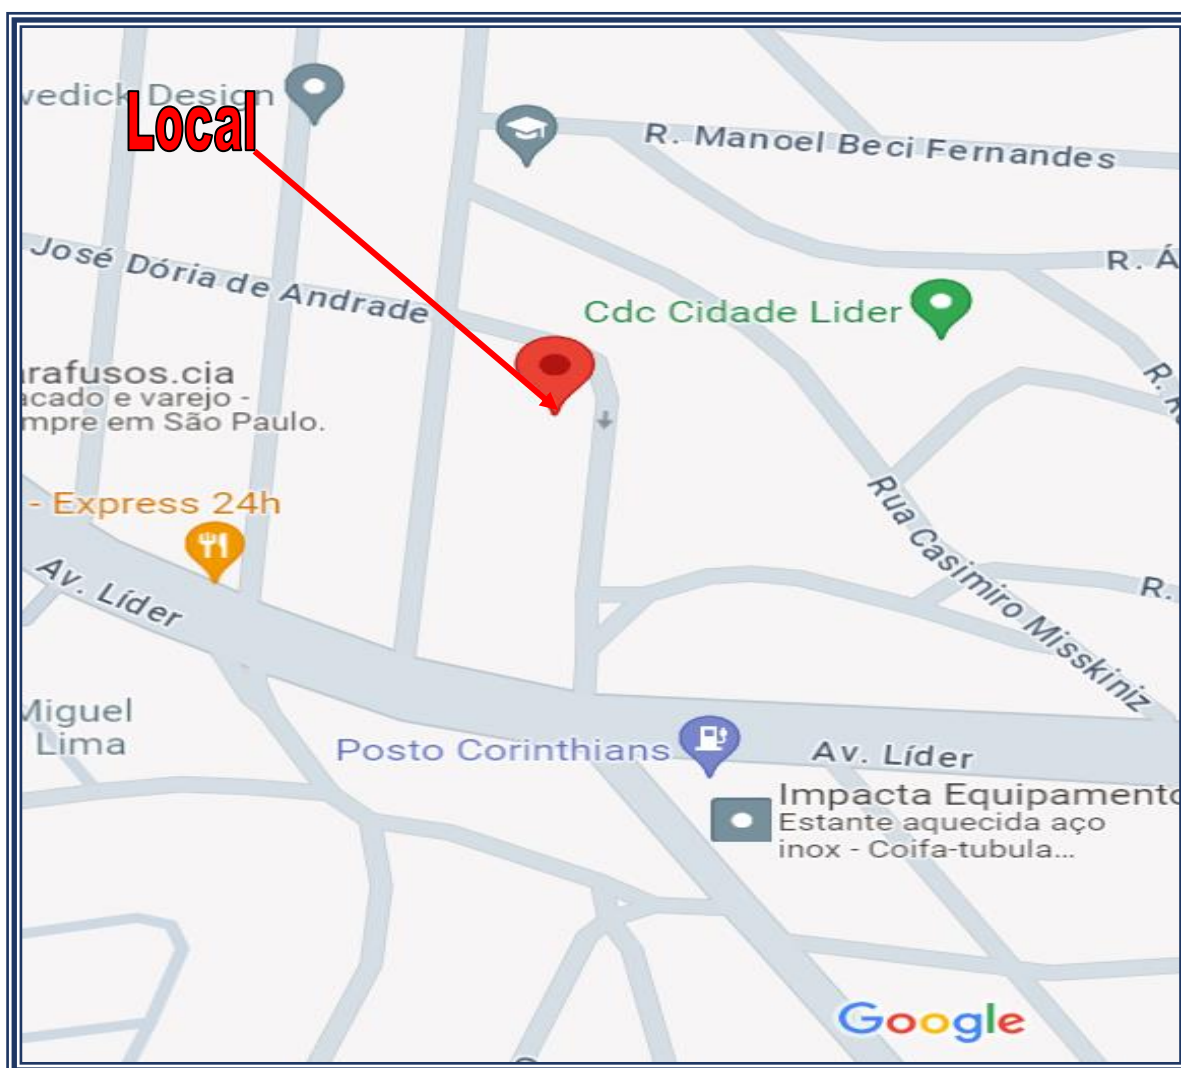 vedick Design
Local
R. Manoel Beci Fernandes
José Dória de Andrade
R. Á
Cdc Cidade Lider
rafusos.cia
acado e varejo -
mpre em São Paulo.
- Express 24h
Av. Líder
Rua Casimiro Misskiniz
R.
R.
Miguel
Lima
Posto Corinthians
Av. Líder
Impacta Equipamento
Estante aquecida aço
inox - Coifa-tubula...
Google